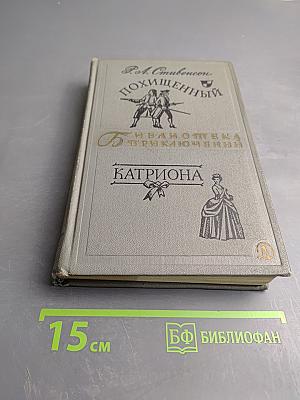 Р. Л. Стивенсон
ПОХИЩЕННЫЙ
БИБЛИОТЕКА
ПРИКЛЮЧЕНИЙ
КАТРИОНА
15 см
БФ БИБЛИОФАН